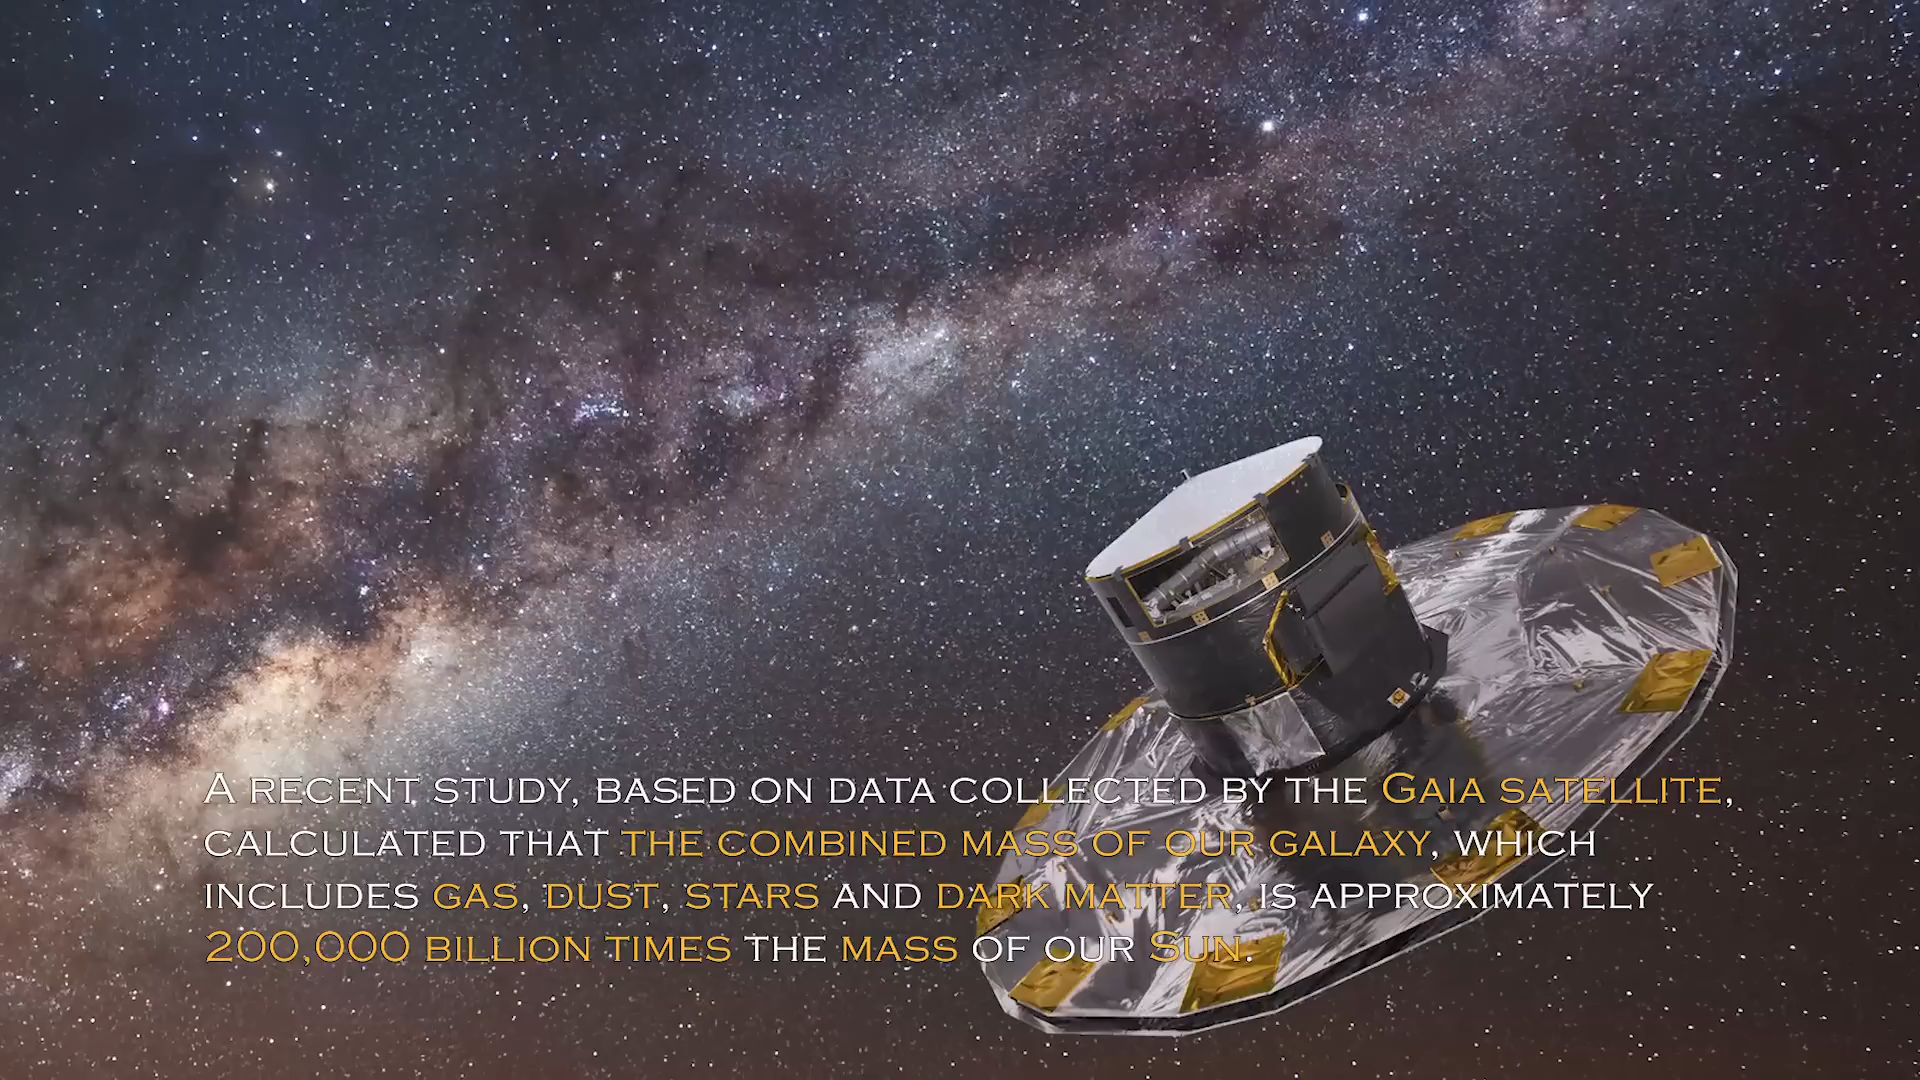 A recent study, based on data collected by the Gaia satellite,
calculated that the combined mass of our galaxy, which
includes gas, dust, stars and dark matter, is approximately
200,000 billion times the mass of our Sun.